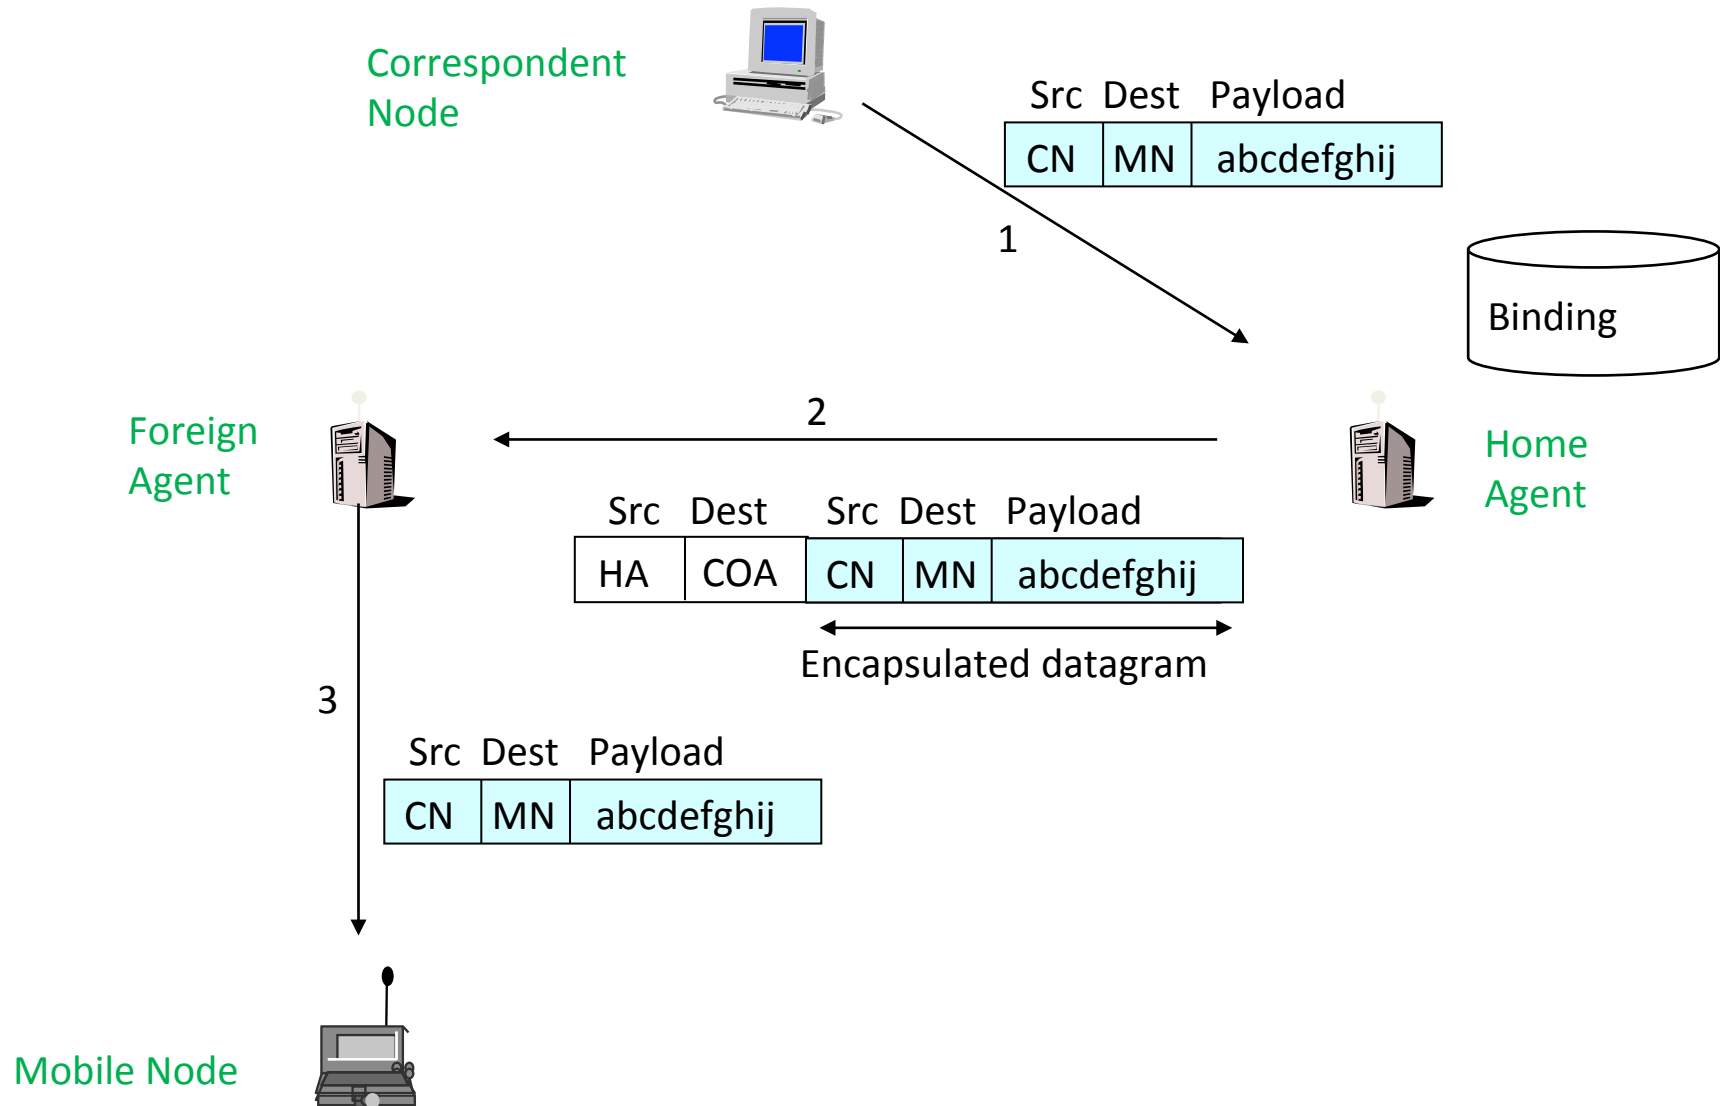 Correspondent
Node
Src Dest Payload
CN MN abcdefghij
1
Binding
2
Foreign
Agent
Home
Agent
Src Dest Src Dest Payload
HA COA CN MN abcdefghij
Encapsulated datagram
3
Src Dest Payload
CN MN abcdefghij
Mobile Node